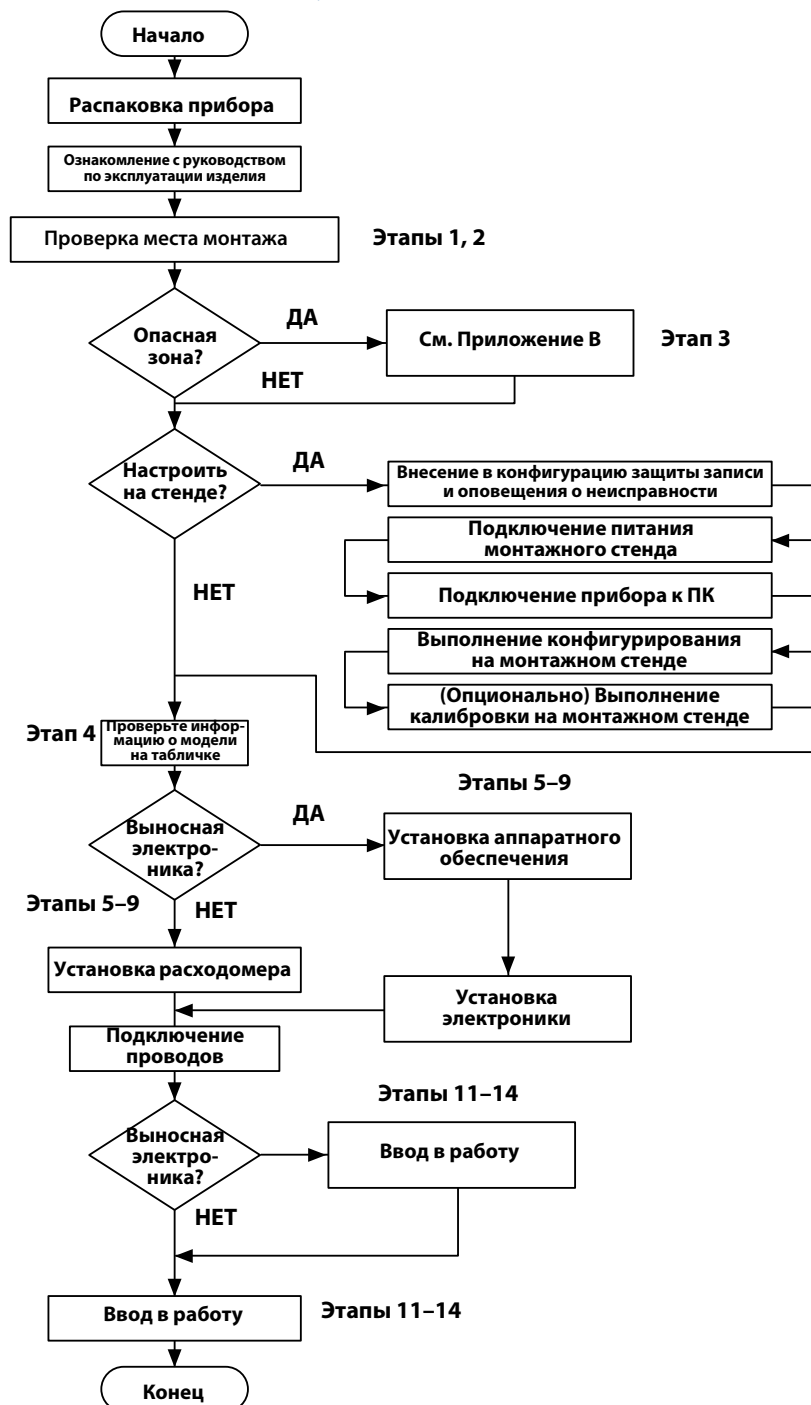 Начало
Распаковка прибора
Ознакомление с руководством
по эксплуатации изделия
Проверка места монтажа
Этапы 1, 2
Опасная
зона?
ДА
См. Приложение B
Этап 3
НЕТ
Настроить
на стенде?
ДА
Внесение в конфигурацию защиты записи
и оповещения о неисправности
Подключение питания
монтажного стенда
НЕТ
Подключение прибора к ПК
Выполнение конфигурирования
на монтажном стенде
(Опционально) Выполнение
калибровки на монтажном стенде
Этап 4
Проверьте инфор-
мацию о модели
на табличке
Этапы 5–9
Выносная
электро-
ника?
ДА
Установка аппаратного
обеспечения
Этапы 5–9
НЕТ
Установка расходомера
Установка
электроники
Подключение
проводов
Этапы 11–14
Выносная
электро-
ника?
Ввод в работу
НЕТ
Ввод в работу
Этапы 11–14
Конец